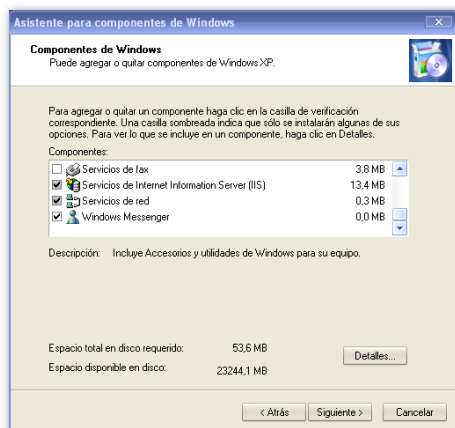 Asistente para componentes de Windows
Componentes de Windows
Puede agregar o quitar componentes de Windows XP.
Para agregar o quitar un componente haga clic en la casilla de verificación
correspondiente. Una casilla sombreada indica que sólo se instalarán algunas de sus
opciones. Para ver lo que se incluye en un componente, haga clic en Detalles.
Componentes:
Servicios de fax 3,8 MB
Servicios de Internet Information Server (IIS) 13,4 MB
Servicios de red 0,3 MB
Windows Messenger 0,0 MB
Descripción: Incluye Accesorios y utilidades de Windows para su equipo.
Espacio total en disco requerido: 53,6 MB
Espacio disponible en disco: 23244,1 MB
Detalles...
< Atrás Siguiente > Cancelar